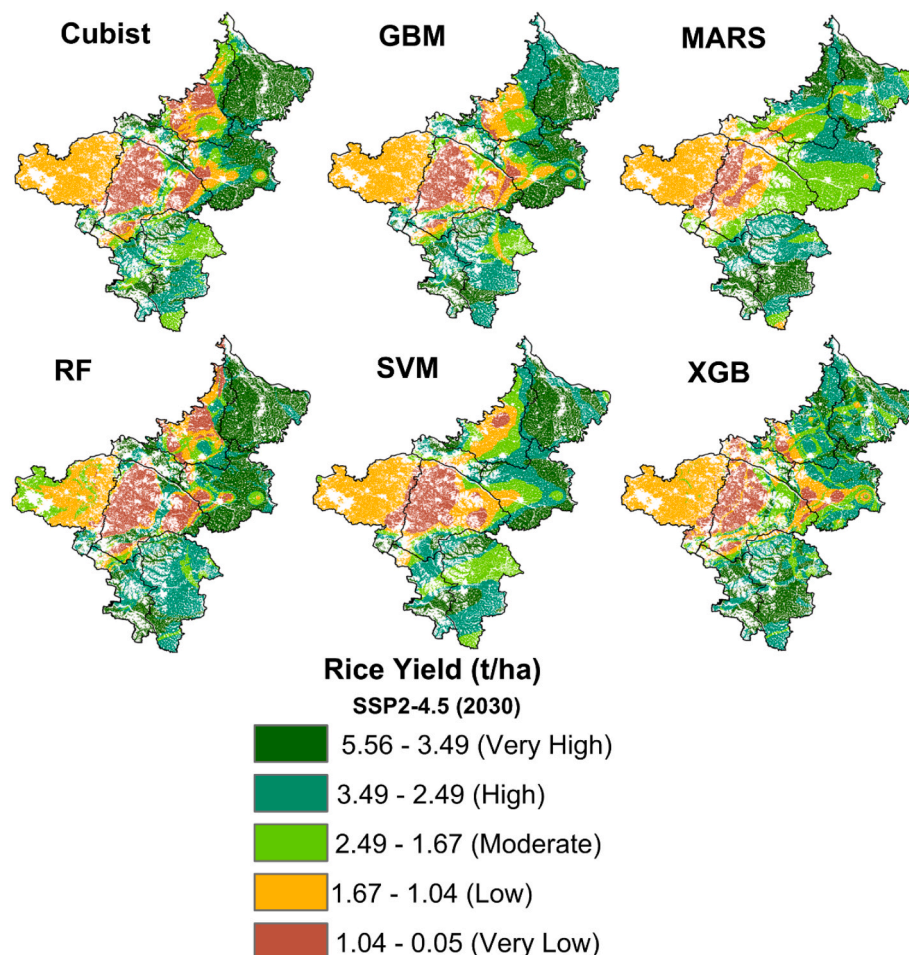 Cubist
GBM
MARS
RF
SVM
XGB
Rice Yield (t/ha)
SSP2-4.5 (2030)
5.56 - 3.49 (Very High)
3.49 - 2.49 (High)
2.49 - 1.67 (Moderate)
1.67 - 1.04 (Low)
1.04 - 0.05 (Very Low)